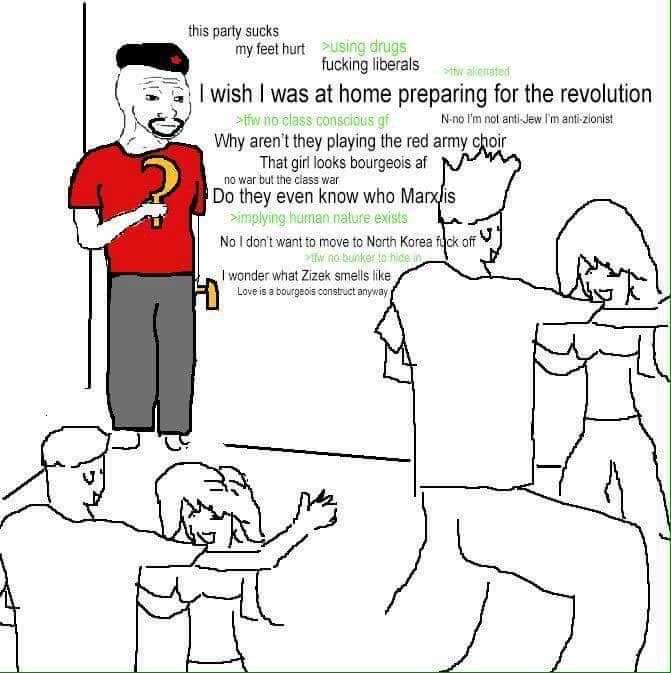 this party sucks
my feet hurt
>using drugs
fucking liberals
>tfw alienated
I wish I was at home preparing for the revolution
>tfw no class conscious gf
N-no I'm not anti-Jew I'm anti-zionist
Why aren't they playing the red army choir
That girl looks bourgeois af
no war but the class war
Do they even know who Marx is
>implying human nature exists
No I don't want to move to North Korea fuck off
>tfw no bunker to hide in
I wonder what Zizek smells like
Love is a bourgeois construct anyway